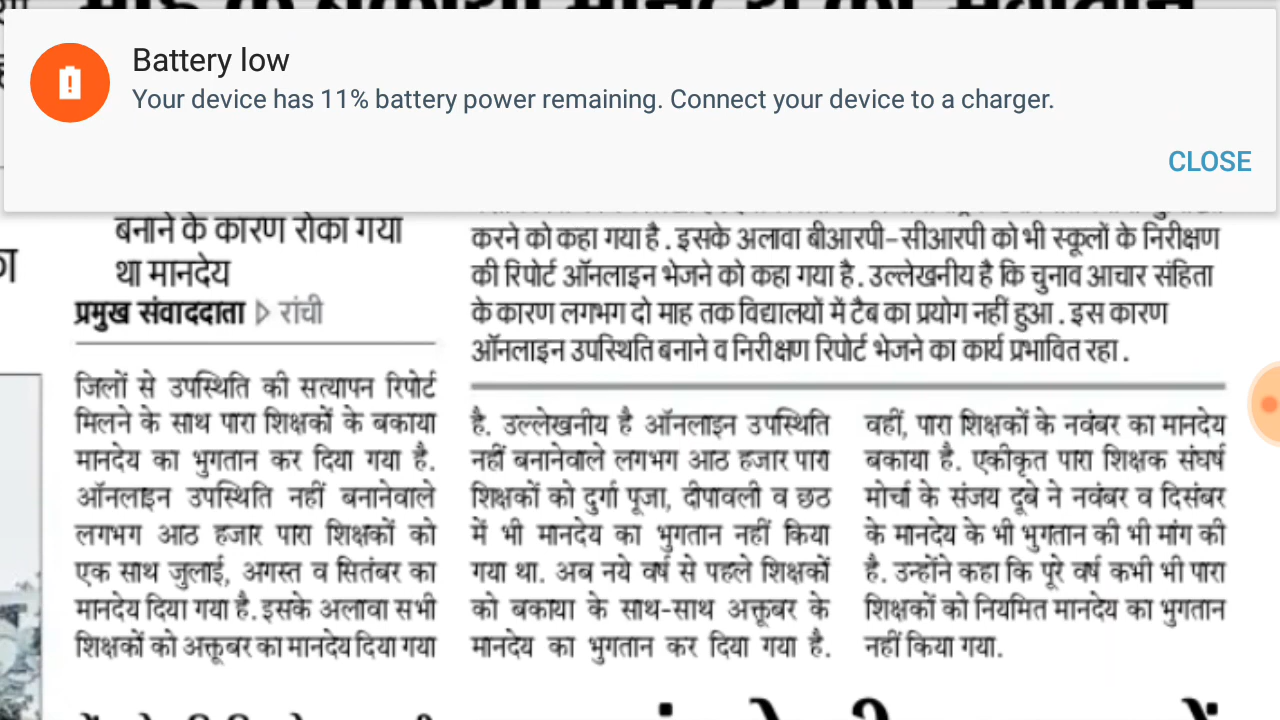 Battery low
Your device has 11% battery power remaining. Connect your device to a charger.
CLOSE
बनाने के कारण रोका गया
था मानदेय
प्रमुख संवाददाता ▷ रांची
जिलों से उपस्थिति की सत्यापन रिपोर्ट
मिलने के साथ पारा शिक्षकों के बकाया
मानदेय का भुगतान कर दिया गया है.
ऑनलाइन उपस्थिति नहीं बनानेवाले
लगभग आठ हजार पारा शिक्षकों को
एक साथ जुलाई, अगस्त व सितंबर का
मानदेय दिया गया है. इसके अलावा सभी
शिक्षकों को अक्तूबर का मानदेय दिया गया
करने को कहा गया है. इसके अलावा बीआरपी-सीआरपी को भी स्कूलों के निरीक्षण
की रिपोर्ट ऑनलाइन भेजने को कहा गया है. उल्लेखनीय है कि चुनाव आचार संहिता
के कारण लगभग दो माह तक विद्यालयों में टैब का प्रयोग नहीं हुआ. इस कारण
ऑनलाइन उपस्थिति बनाने व निरीक्षण रिपोर्ट भेजने का कार्य प्रभावित रहा.
है. उल्लेखनीय है ऑनलाइन उपस्थिति
नहीं बनानेवाले लगभग आठ हजार पारा
शिक्षकों को दुर्गा पूजा, दीपावली व छठ
में भी मानदेय का भुगतान नहीं किया
गया था. अब नये वर्ष से पहले शिक्षकों
को बकाया के साथ-साथ अक्तूबर के
मानदेय का भुगतान कर दिया गया है.
वहीं, पारा शिक्षकों के नवंबर का मानदेय
बकाया है. एकीकृत पारा शिक्षक संघर्ष
मोर्चा के संजय दूबे ने नवंबर व दिसंबर
के मानदेय के भी भुगतान की भी मांग की
है. उन्होंने कहा कि पूरे वर्ष कभी भी पारा
शिक्षकों को नियमित मानदेय का भुगतान
नहीं किया गया.